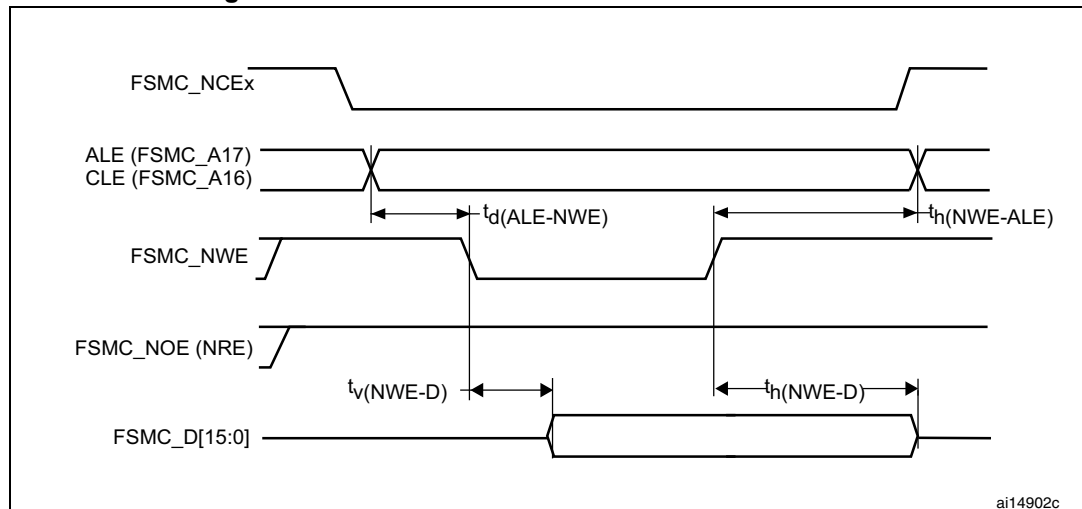 FSMC_NCEx
ALE (FSMC_A17)
CLE (FSMC_A16)
td(ALE-NWE)
th(NWE-ALE)
FSMC_NWE
FSMC_NOE (NRE)
tv(NWE-D)
th(NWE-D)
FSMC_D[15:0]
ai14902c